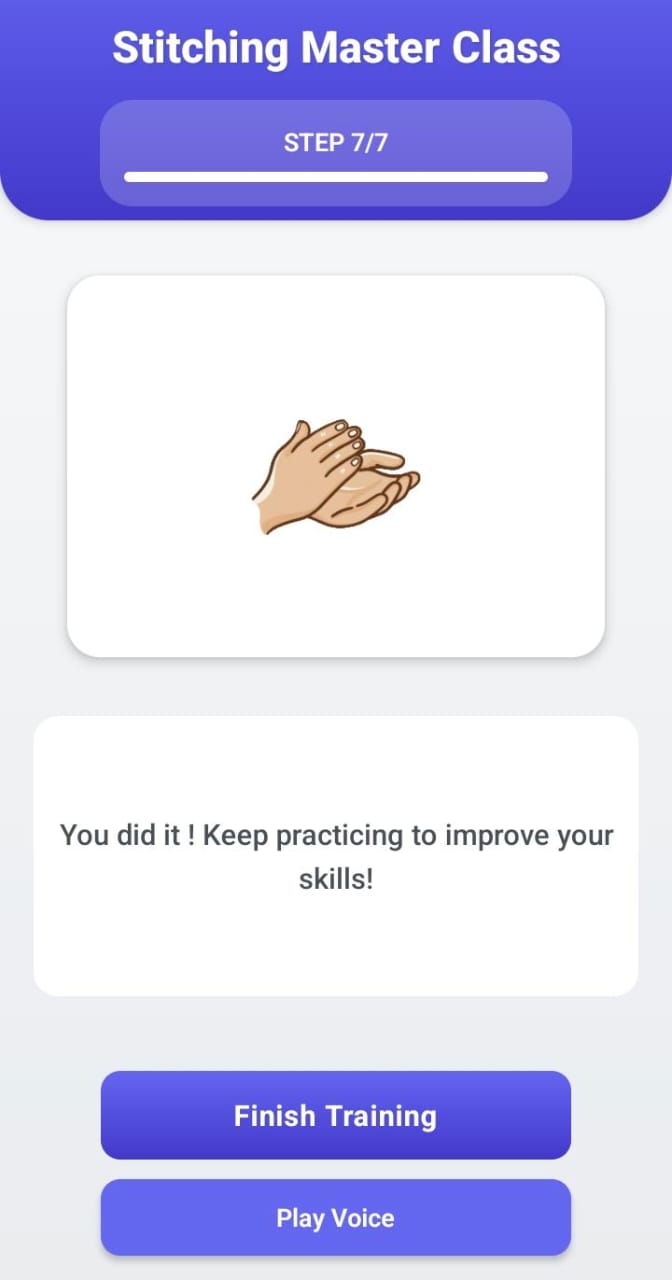 Stitching Master Class
STEP 7/7
You did it ! Keep practicing to improve your
skills!
Finish Training
Play Voice